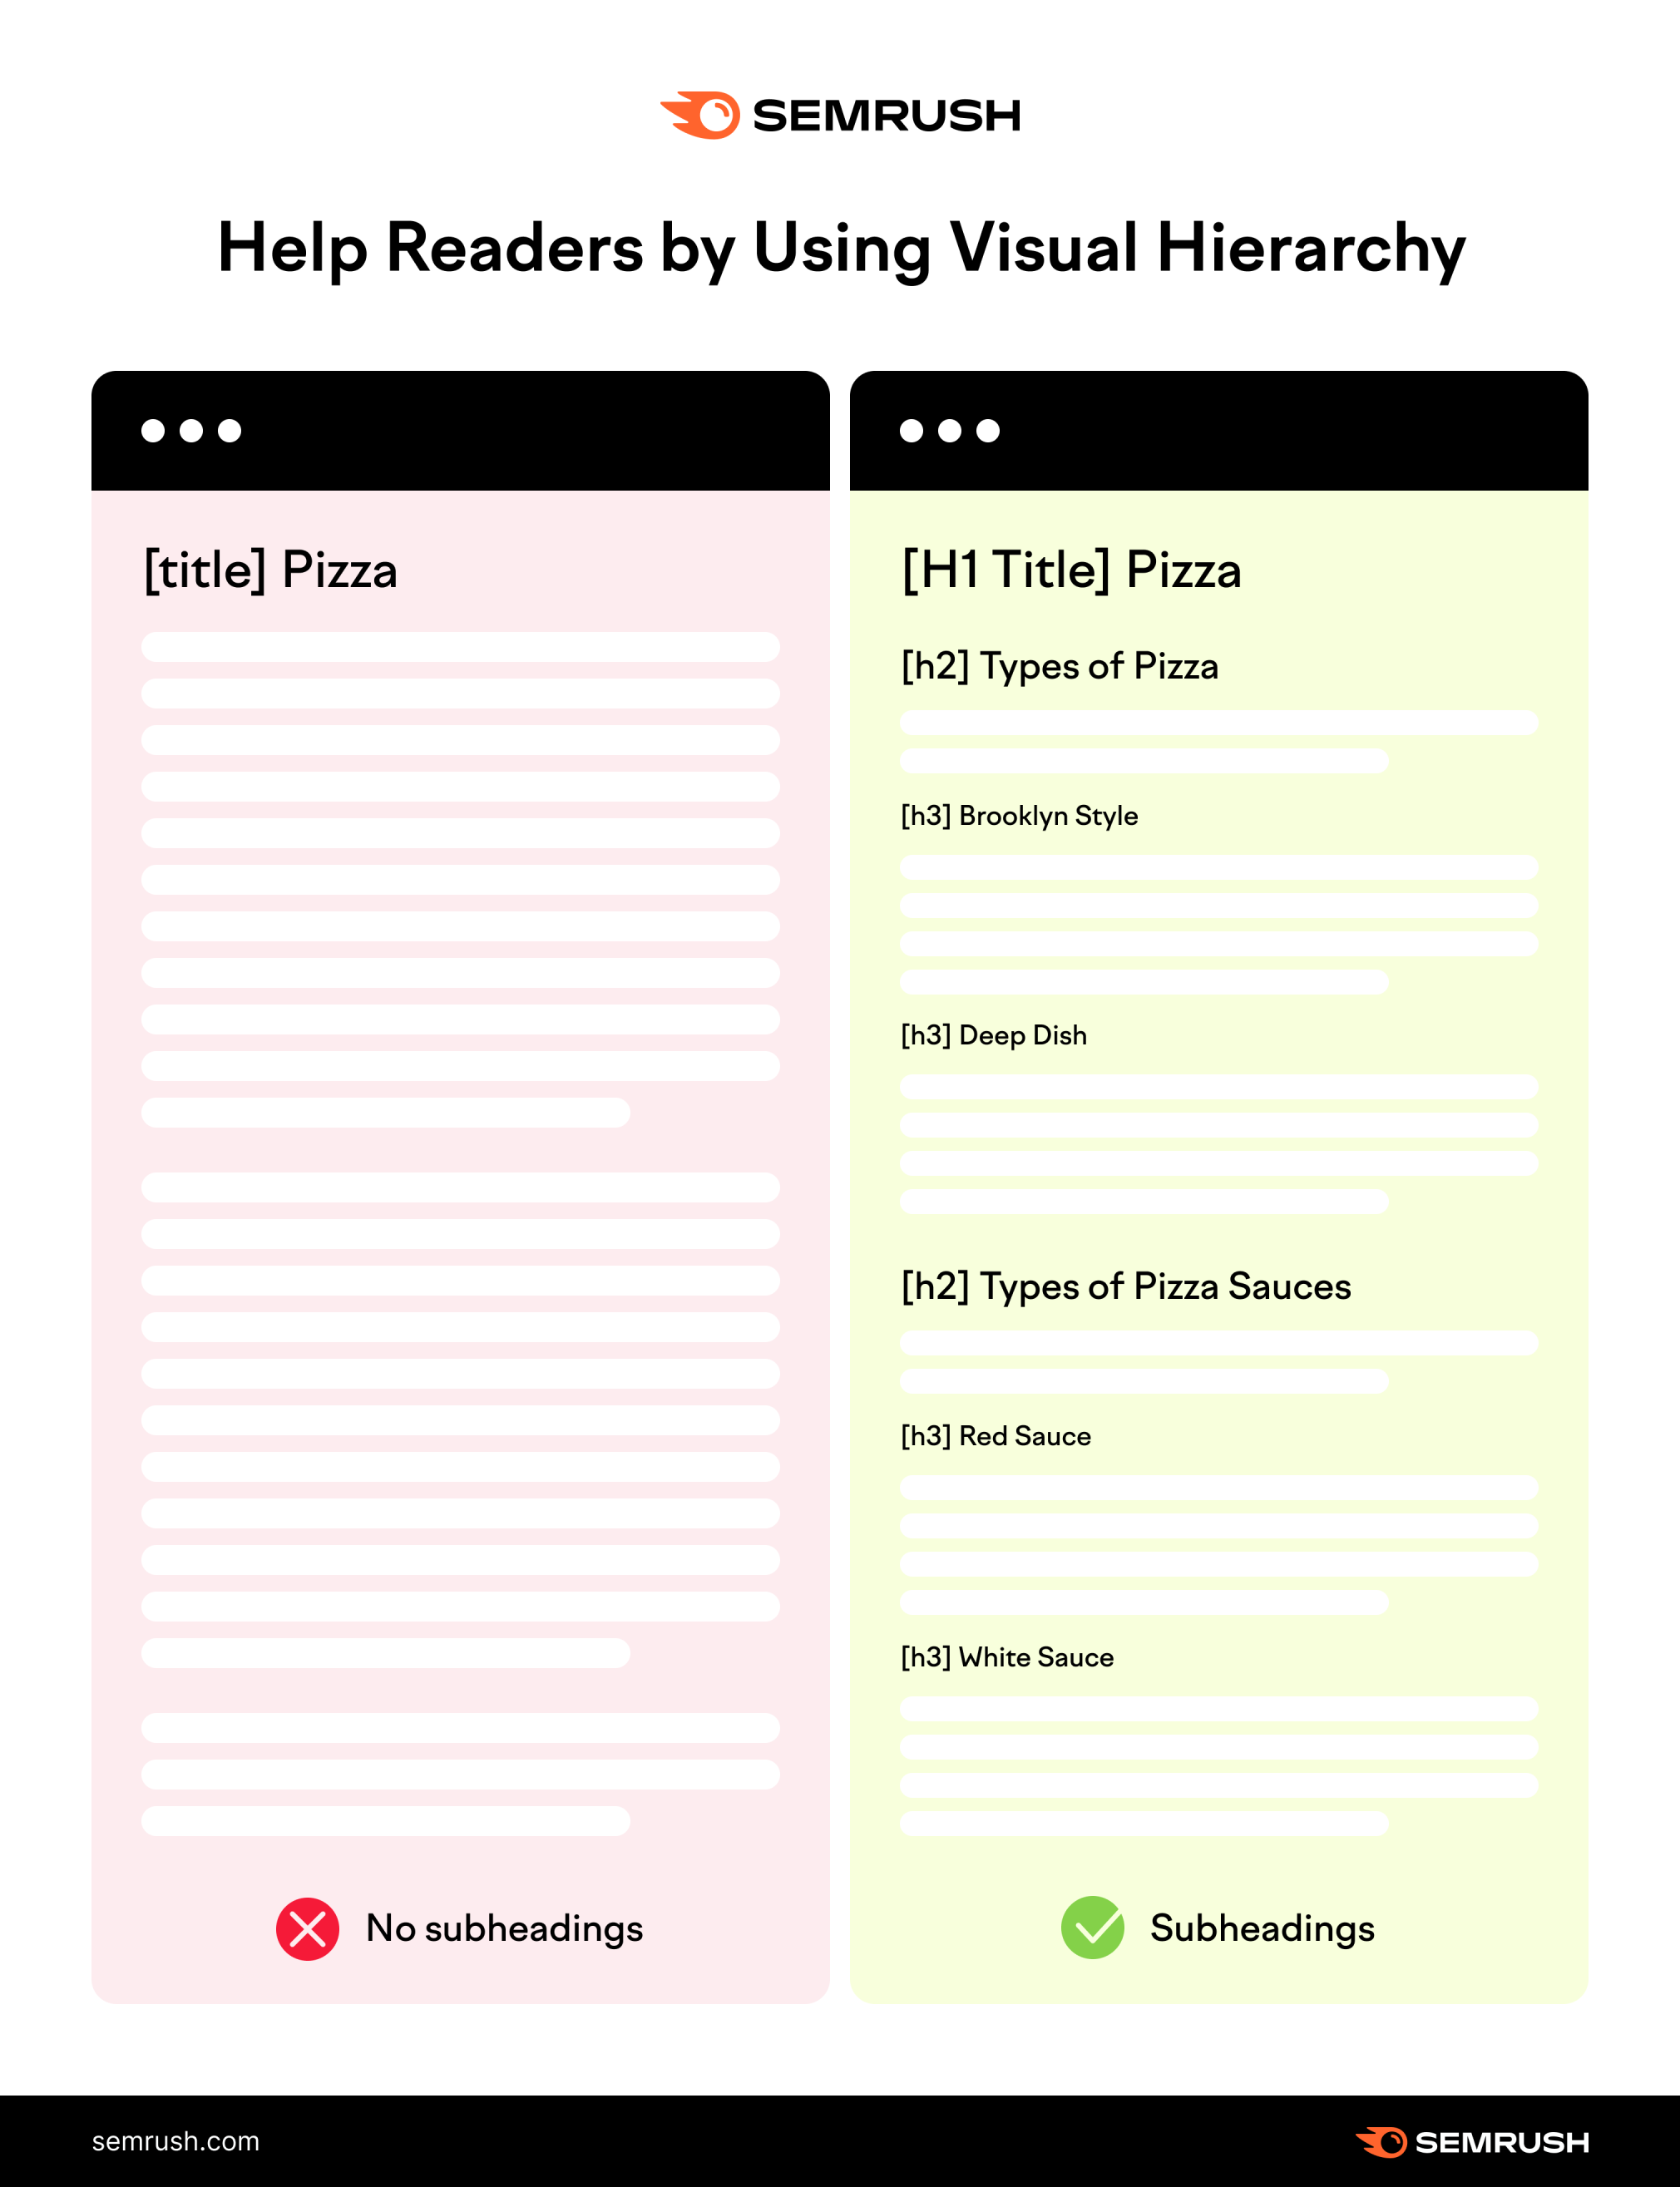 SEMRUSH
Help Readers by Using Visual Hierarchy
[title] Pizza
No subheadings
[H1 Title] Pizza
[h2] Types of Pizza
[h3] Brooklyn Style
[h3] Deep Dish
[h2] Types of Pizza Sauces
[h3] Red Sauce
[h3] White Sauce
Subheadings
semrush.com
SEMRUSH